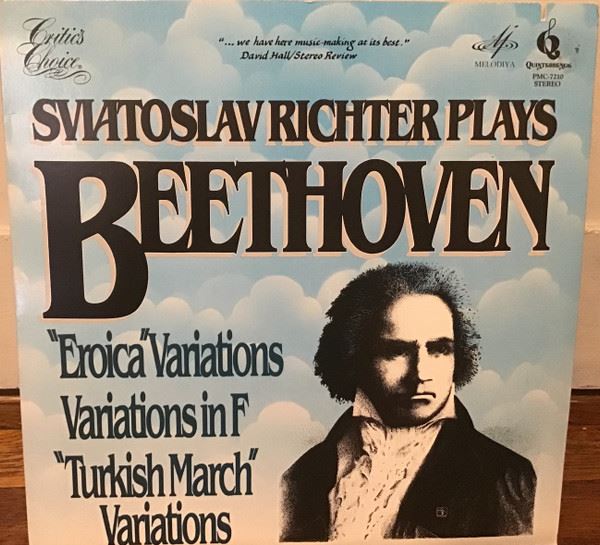 Critic's
Choice
"... we have here music-making at its best."
David Hall/Stereo Review
MELODIYA
QUINTESSENCE
PMC-7210
STEREO
SVIATOSLAV RICHTER PLAYS
BEETHOVEN
"Eroica" Variations
Variations in F
"Turkish March"
Variations